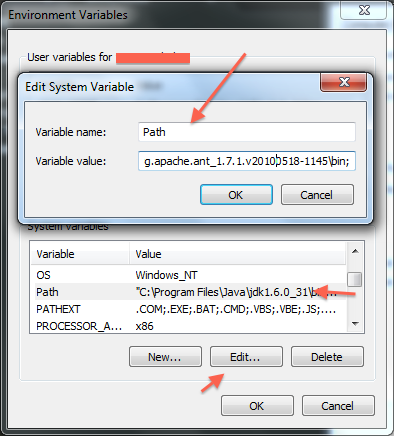 Environment Variables
User variables for
Edit System Variable
Variable name: Path
Variable value: g.apache.ant_1.7.1.v20100518-1145\bin;
OK Cancel
System variables
Variable Value
OS Windows_NT
Path "C:\Program Files\Java\jdk1.6.0_31\b...
PATHEXT .COM;.EXE;.BAT;.CMD;.VBS;.VBE;.JS;....
PROCESSOR_A... x86
New... Edit... Delete
OK Cancel